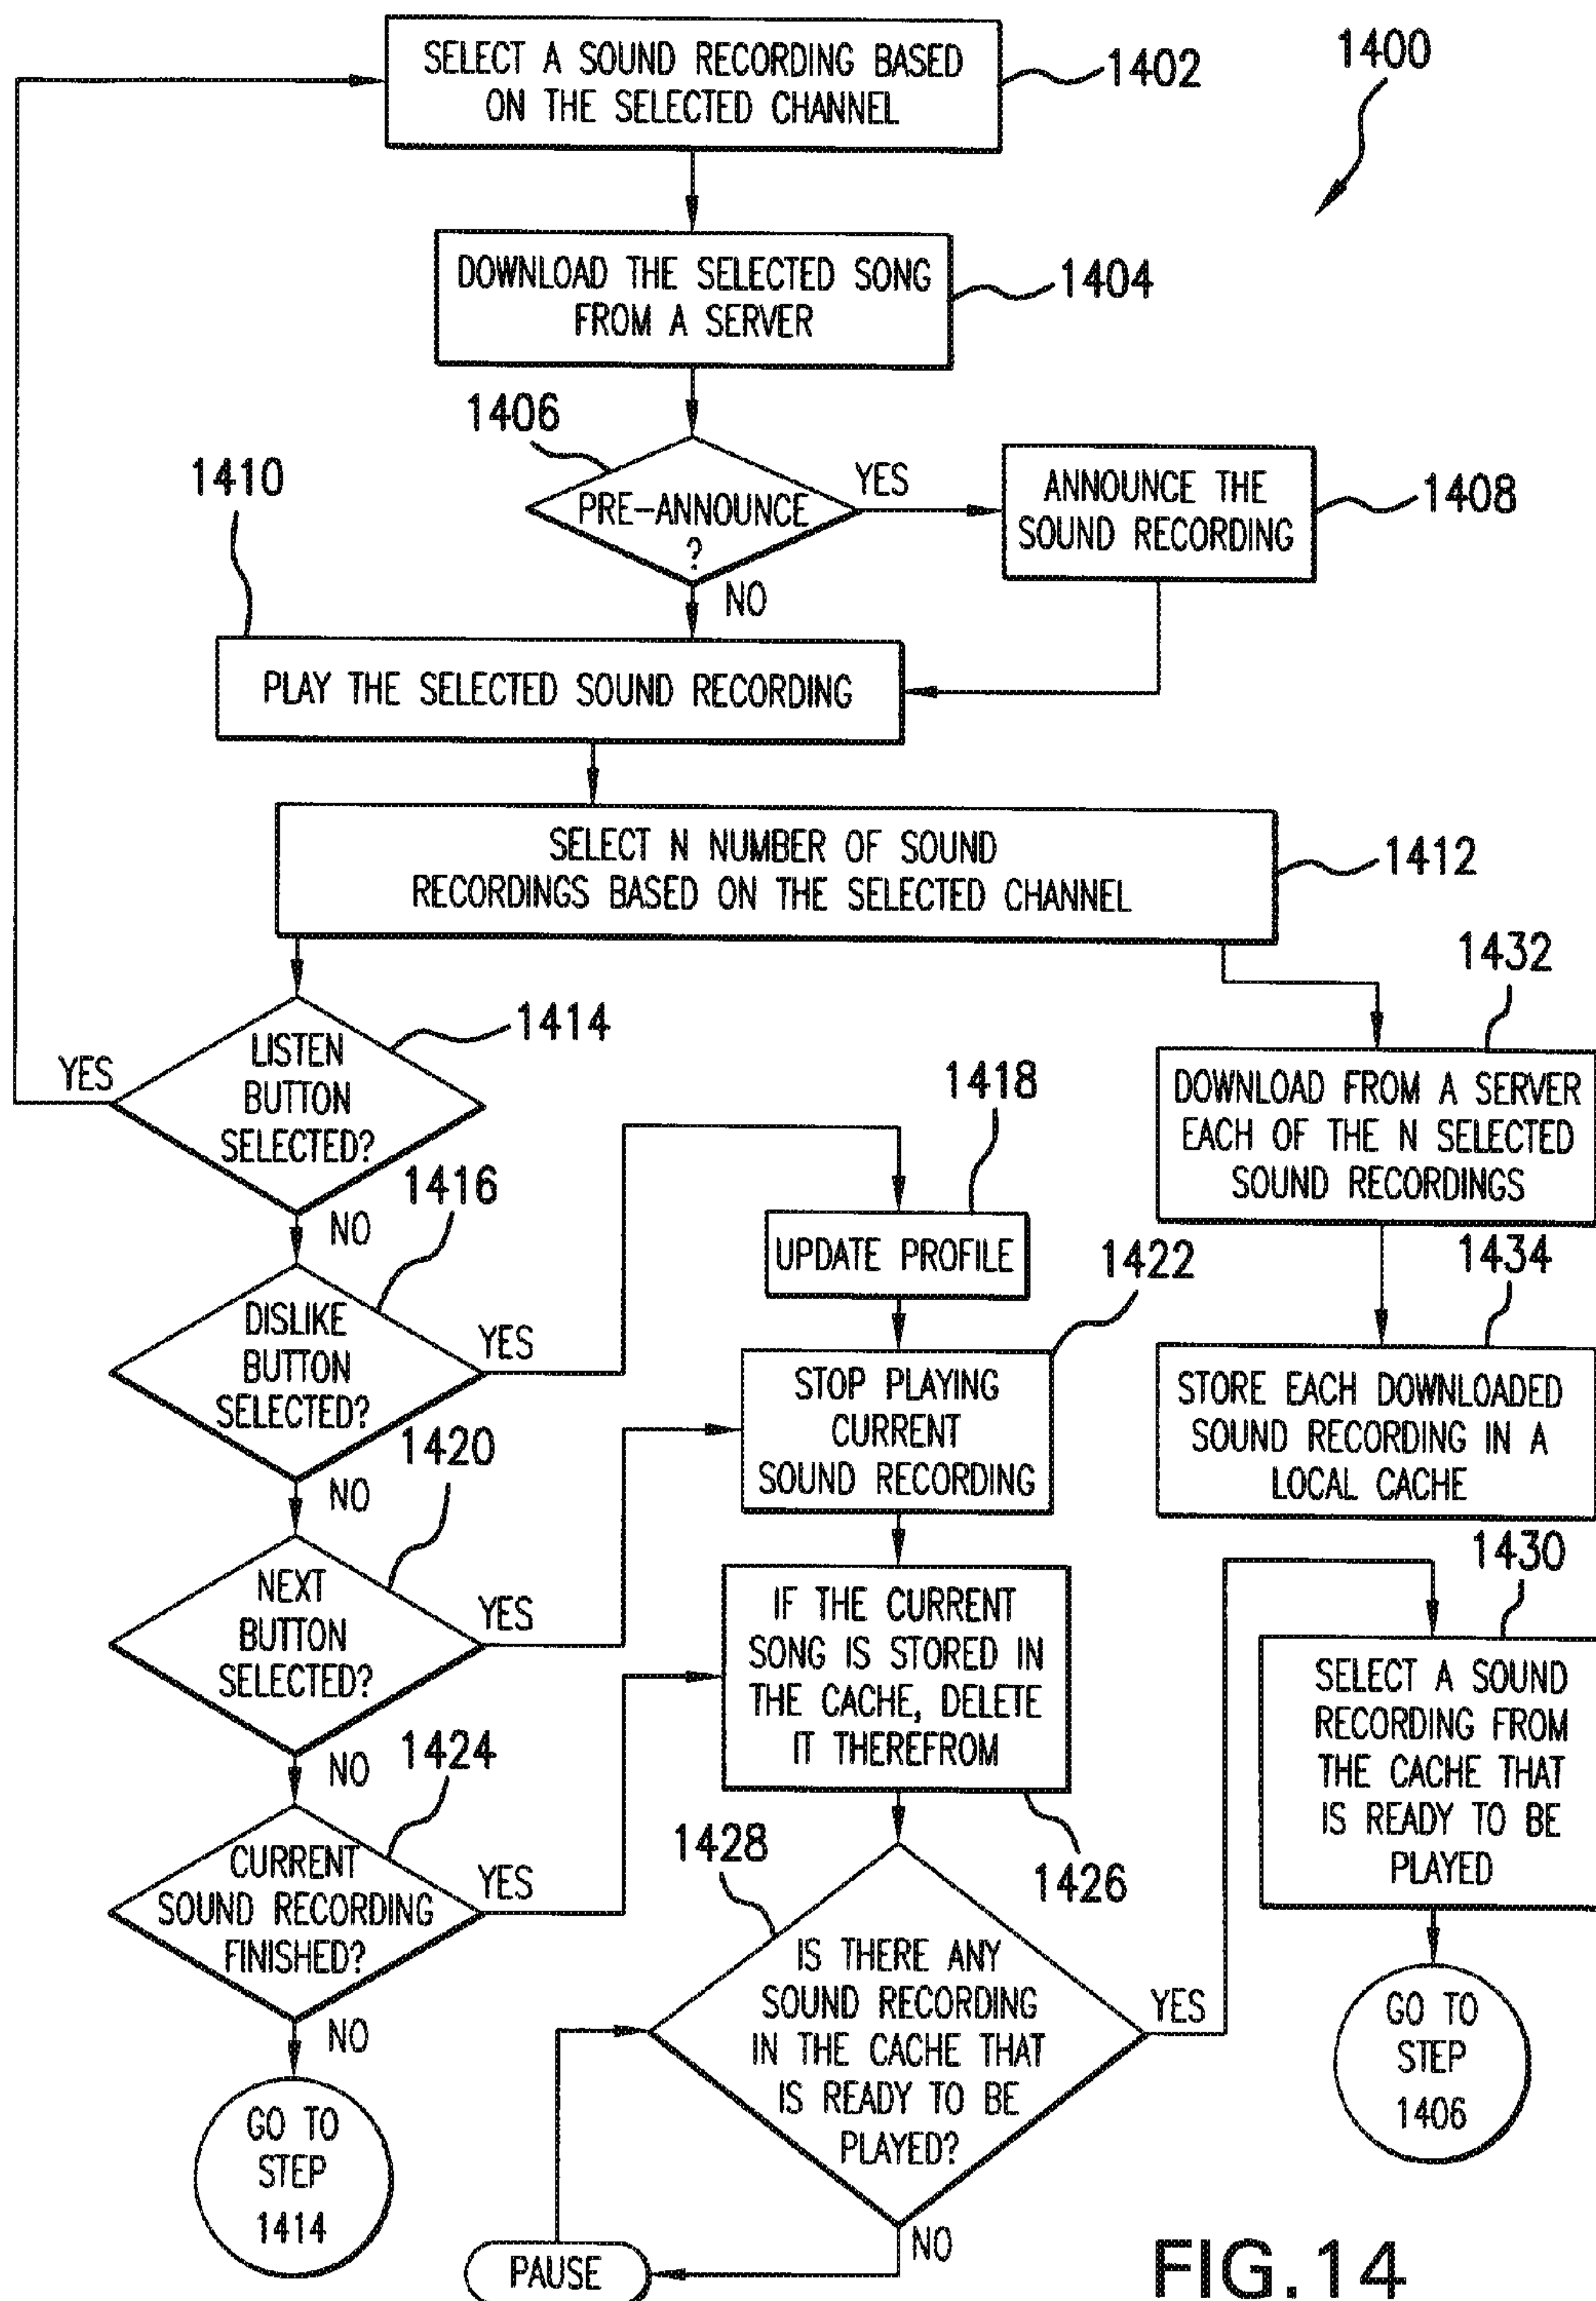 SELECT A SOUND RECORDING BASED
ON THE SELECTED CHANNEL
1402
1400
DOWNLOAD THE SELECTED SONG
FROM A SERVER
1404
1406
PRE-ANNOUNCE
?
YES
NO
ANNOUNCE THE
SOUND RECORDING
1408
1410
PLAY THE SELECTED SOUND RECORDING
SELECT N NUMBER OF SOUND
RECORDINGS BASED ON THE SELECTED CHANNEL
1412
LISTEN
BUTTON
SELECTED?
1414
YES
NO
DISLIKE
BUTTON
SELECTED?
1416
YES
NO
NEXT
BUTTON
SELECTED?
1420
YES
NO
CURRENT
SOUND RECORDING
FINISHED?
1424
YES
NO
GO TO
STEP
1414
1418
UPDATE PROFILE
1422
STOP PLAYING
CURRENT
SOUND RECORDING
IF THE CURRENT
SONG IS STORED IN
THE CACHE, DELETE
IT THEREFROM
1426
1428
IS THERE ANY
SOUND RECORDING
IN THE CACHE THAT
IS READY TO BE
PLAYED?
YES
NO
PAUSE
1432
DOWNLOAD FROM A SERVER
EACH OF THE N SELECTED
SOUND RECORDINGS
1434
STORE EACH DOWNLOADED
SOUND RECORDING IN A
LOCAL CACHE
1430
SELECT A SOUND
RECORDING FROM
THE CACHE THAT
IS READY TO BE
PLAYED
GO TO
STEP
1406
FIG.14